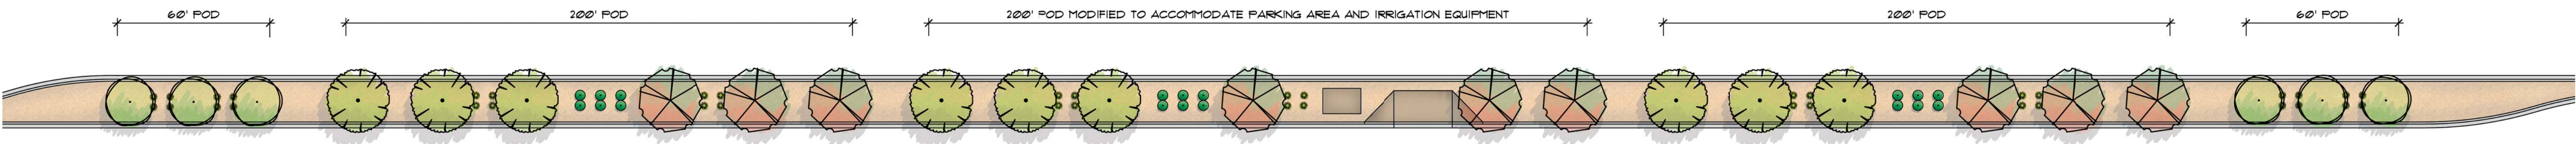 60' POD
200' POD
200' POD MODIFIED TO ACCOMMODATE PARKING AREA AND IRRIGATION EQUIPMENT
200' POD
60' POD